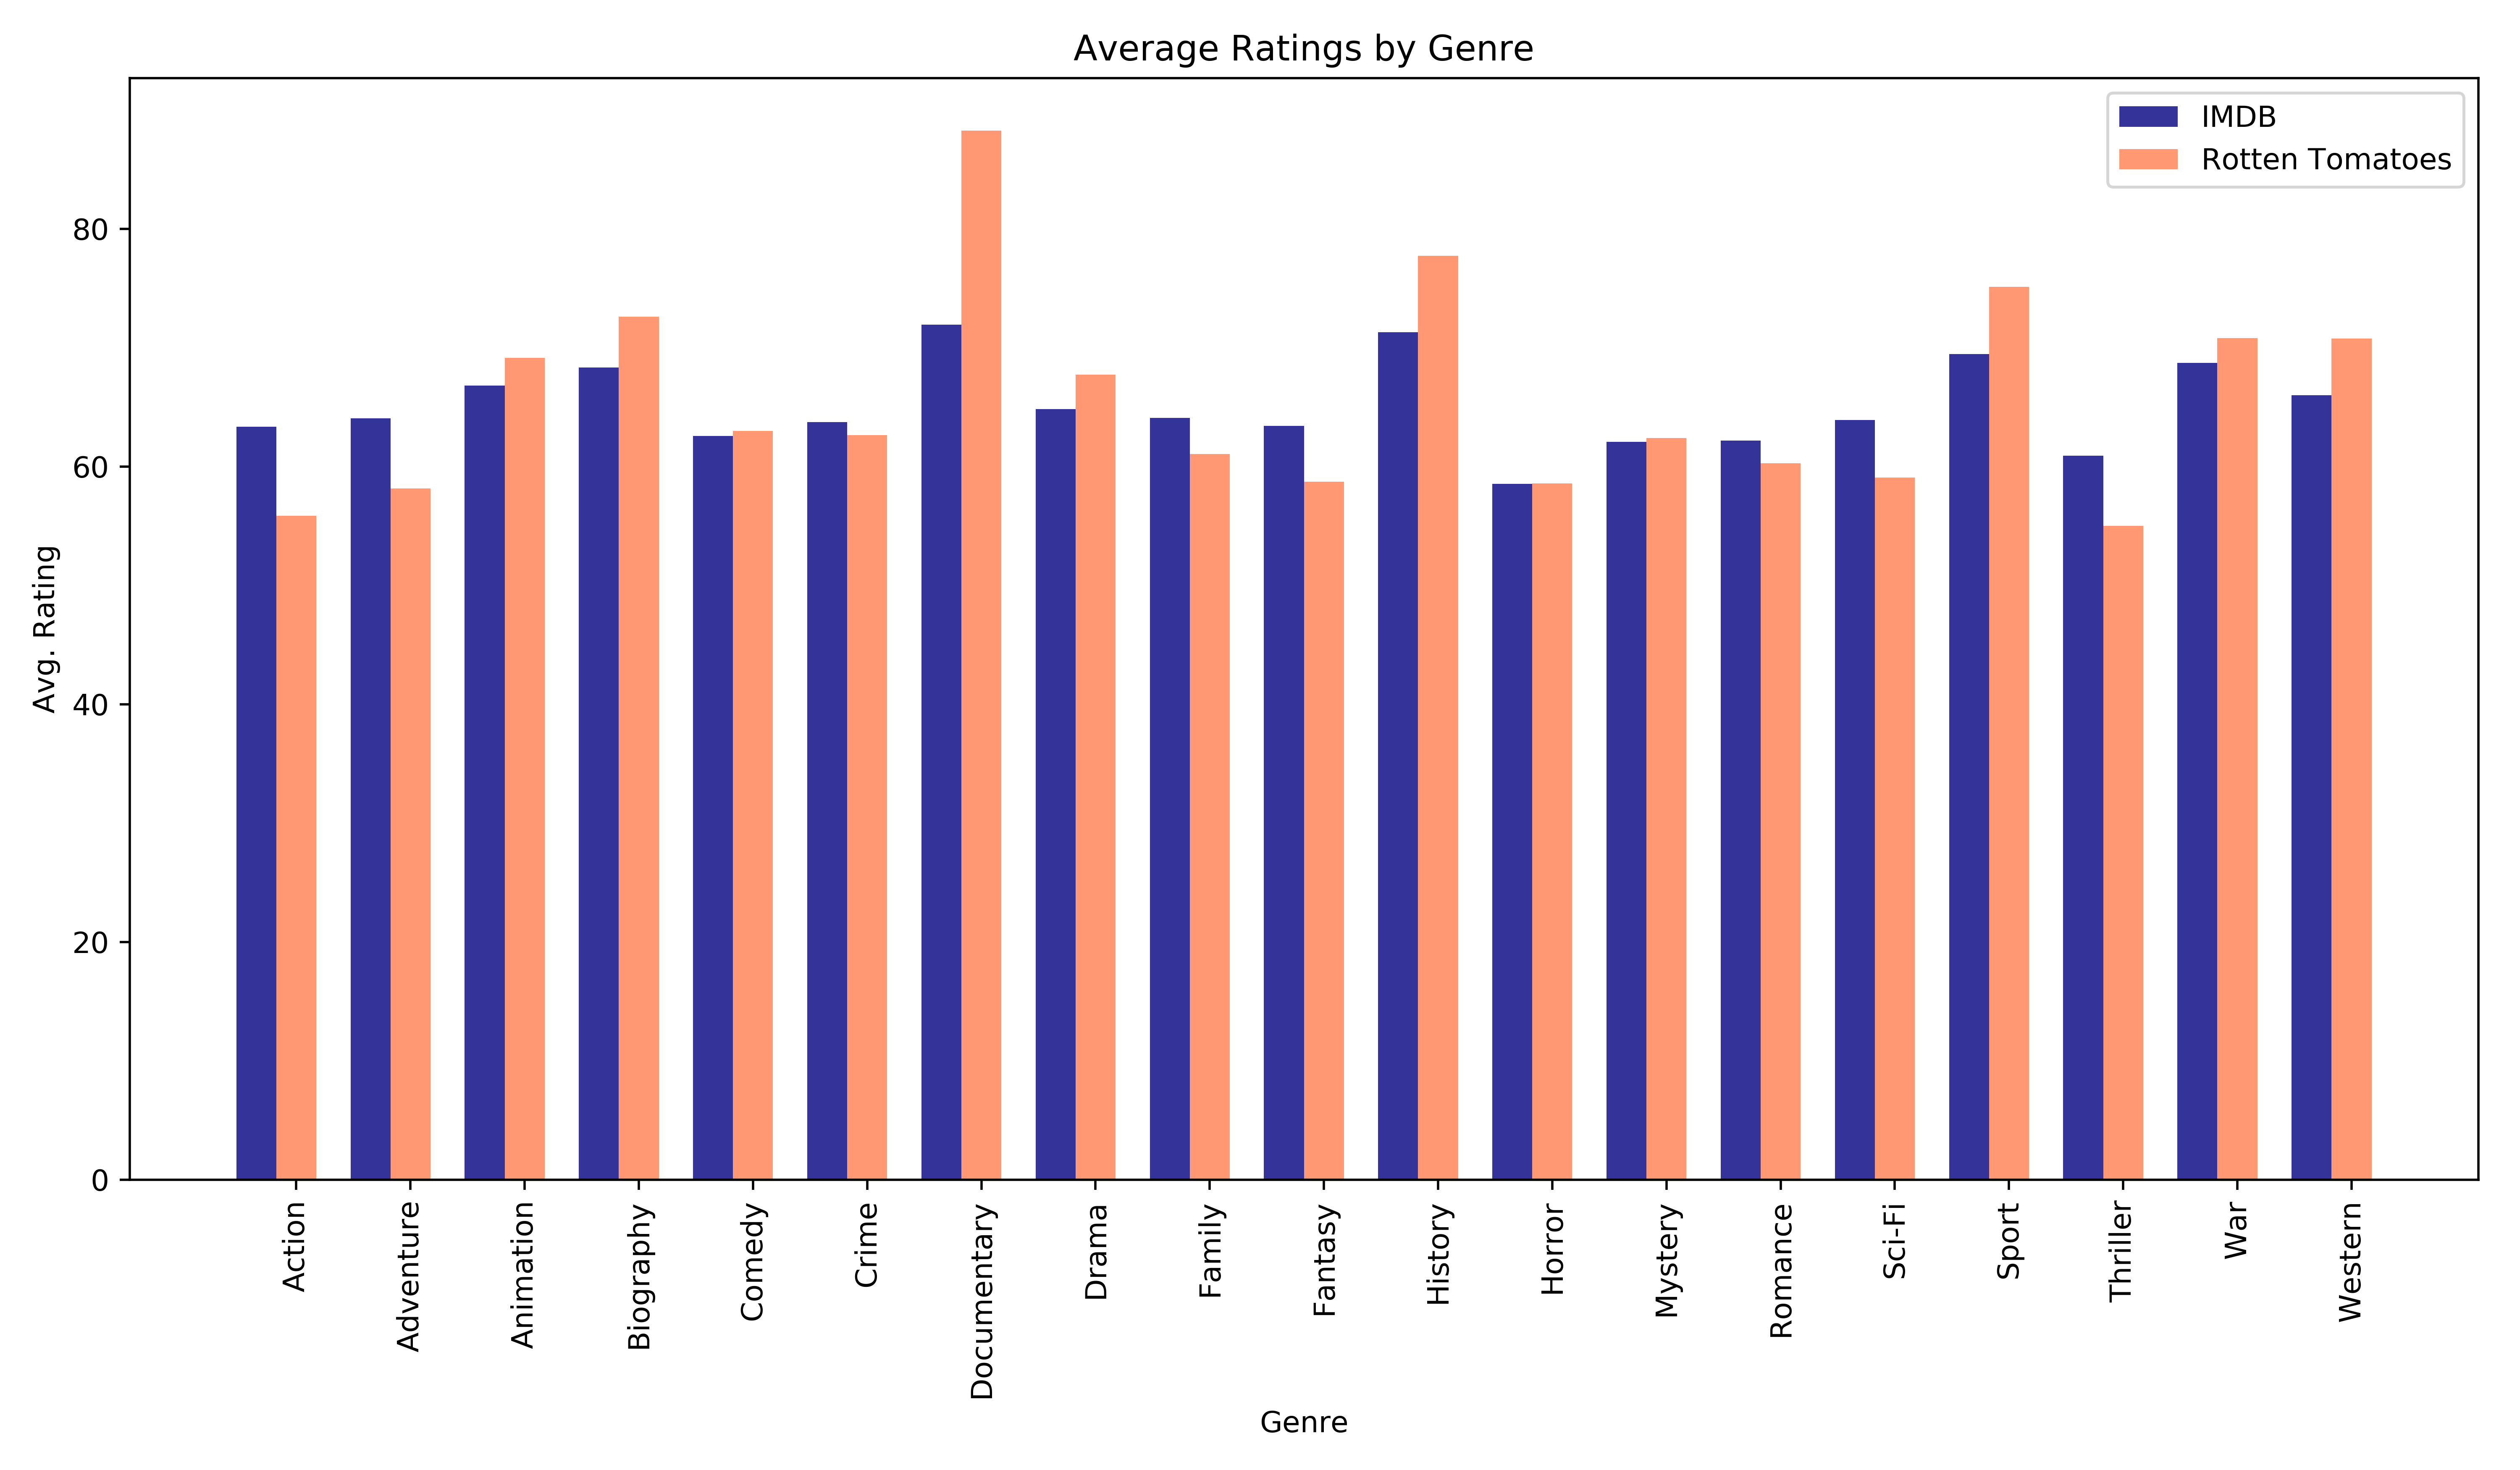 Average Ratings by Genre
IMDB
Rotten Tomatoes
Avg. Rating
80
60
40
20
0
Action
Adventure
Animation
Biography
Comedy
Crime
Documentary
Drama
Family
Fantasy
History
Horror
Mystery
Romance
Sci-Fi
Sport
Thriller
War
Western
Genre